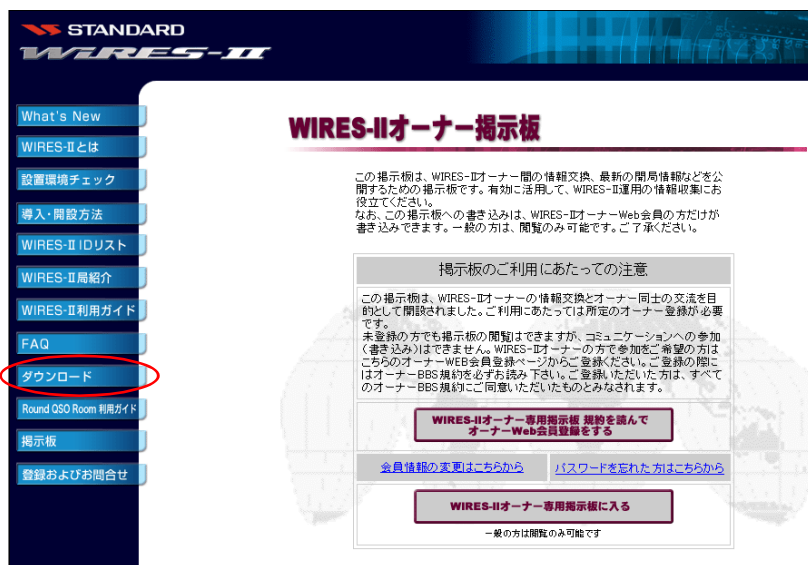 STANDARD
WIRES-II
What's New
WIRES-IIとは
設置環境チェック
導入・開設方法
WIRES-II IDリスト
WIRES-II局紹介
WIRES-II利用ガイド
FAQ
ダウンロード
Round QSO Room 利用ガイド
掲示板
登録およびお問合せ
WIRES-IIオーナー掲示板
この掲示板は、WIRES-IIオーナー間の情報交換、最新の開局情報などを公
開するための掲示板です。有効に活用して、WIRES-II運用の情報収集にお
役立てください。
なお、この掲示板への書き込みは、WIRES-IIオーナーWeb会員の方だけが
書き込みできます。一般の方は、閲覧のみ可能です。ご了承ください。
掲示板のご利用にあたっての注意
この掲示板は、WIRES-IIオーナーの情報交換とオーナー同士の交流を目
的として開設されました。ご利用にあたっては所定のオーナー登録が必要
です。
未登録の方でも掲示板の閲覧はできますが、コミュニケーションへの参加
(書き込み)はできません。WIRES-IIオーナーの方で参加をご希望の方は
こちらのオーナーWEB会員登録ページからご登録ください。ご登録の際に
はオーナーBBS規約を必ずお読み下さい。ご登録いただいた方は、すべて
のオーナーBBS規約にご同意いただいたものとみなされます。
WIRES-IIオーナー専用掲示板 規約を読んで
オーナーWeb会員登録をする
会員情報の変更はこちらから
パスワードを忘れた方はこちらから
WIRES-IIオーナー専用掲示板に入る
一般の方は閲覧のみ可能です